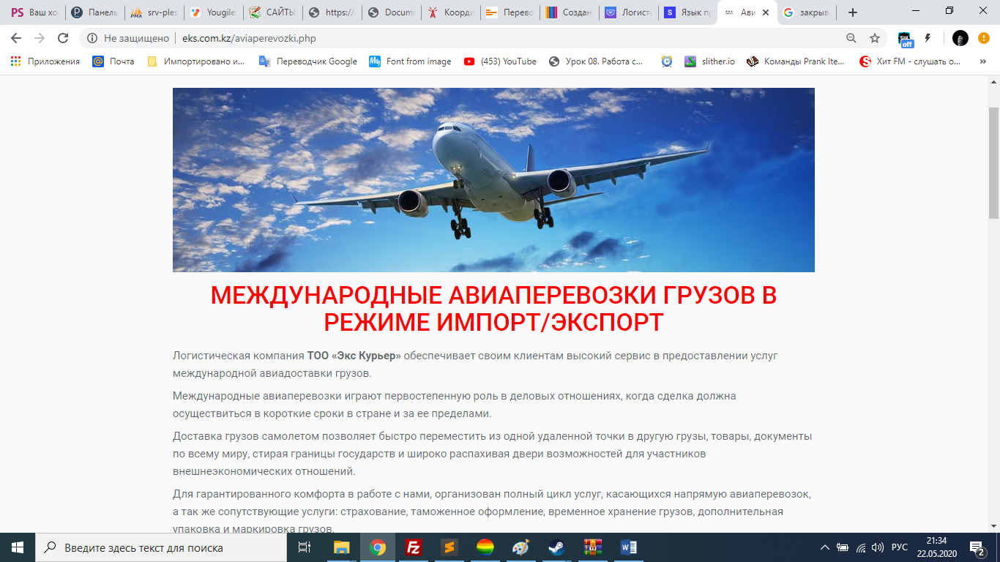 Ваш хо
Панель
srv-ples
Yougile
САЙТЫ
https://
Docume
Коорди
Перево
Создан
Логисти
Язык п
Ави
закрыв
Не защищено
eks.com.kz/aviaperevozki.php
off
Приложения
Почта
Импортировано и...
Переводчик Google
Font from image
(453) YouTube
Урок 08. Работа с...
slither.io
Команды Prank Ite...
Хит FM - слушать о...
»
МЕЖДУНАРОДНЫЕ АВИАПЕРЕВОЗКИ ГРУЗОВ В
РЕЖИМЕ ИМПОРТ/ЭКСПОРТ
Логистическая компания ТОО «Экс Курьер» обеспечивает своим клиентам высокий сервис в предоставлении услуг
международной авиадоставки грузов.
Международные авиаперевозки играют первостепенную роль в деловых отношениях, когда сделка должна
осуществиться в короткие сроки в стране и за ее пределами.
Доставка грузов самолетом позволяет быстро переместить из одной удаленной точки в другую грузы, товары, документы
по всему миру, стирая границы государств и широко распахивая двери возможностей для участников
внешнеэкономических отношений.
Для гарантированного комфорта в работе с нами, организован полный цикл услуг, касающихся напрямую авиаперевозок,
а так же сопутствующие услуги: страхование, таможенное оформление, временное хранение грузов, дополнительная
упаковка и маркировка грузов.
Введите здесь текст для поиска
РУС
21:34
22.05.2020
2